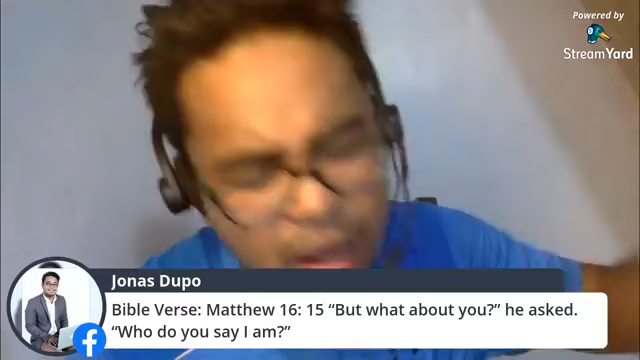 Powered by
StreamYard
Jonas Dupo
Bible Verse: Matthew 16: 15 “But what about you?” he asked.
“Who do you say I am?”